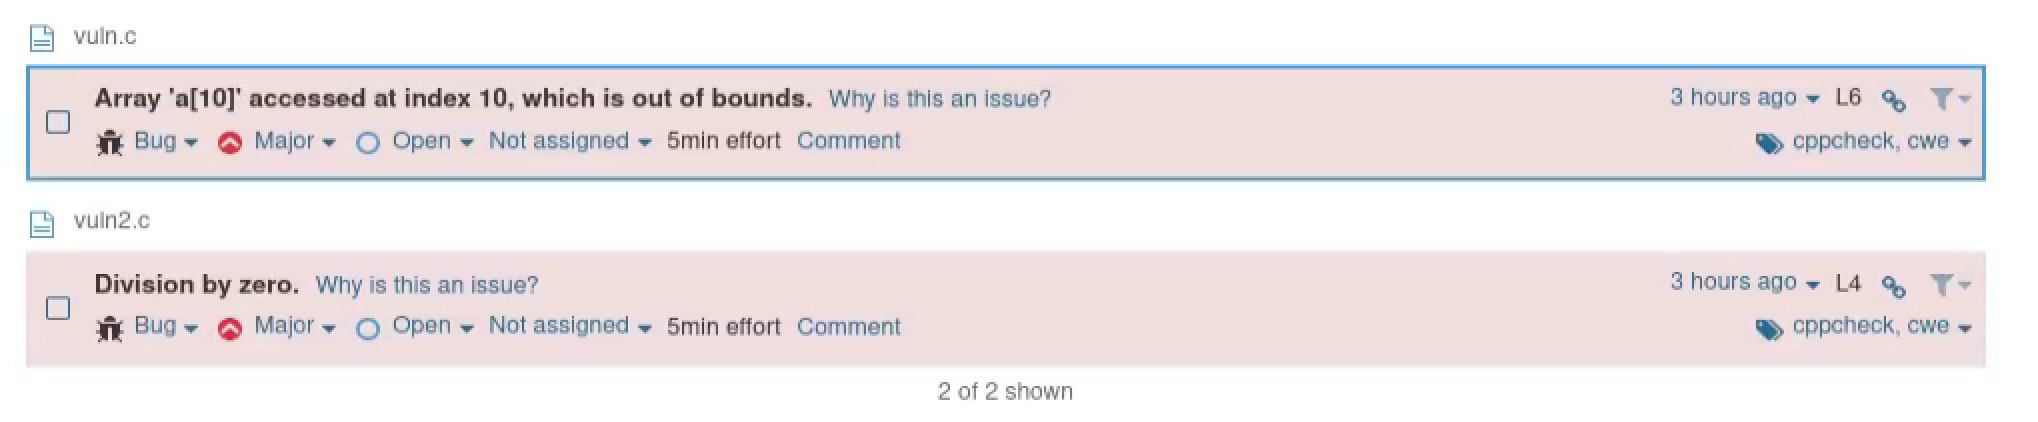 vuln.c
Array 'a[10]' accessed at index 10, which is out of bounds. Why is this an issue? 3 hours ago L6
Bug Major Open Not assigned 5min effort Comment cppcheck, cwe
vuln2.c
Division by zero. Why is this an issue? 3 hours ago L4
Bug Major Open Not assigned 5min effort Comment cppcheck, cwe
2 of 2 shown